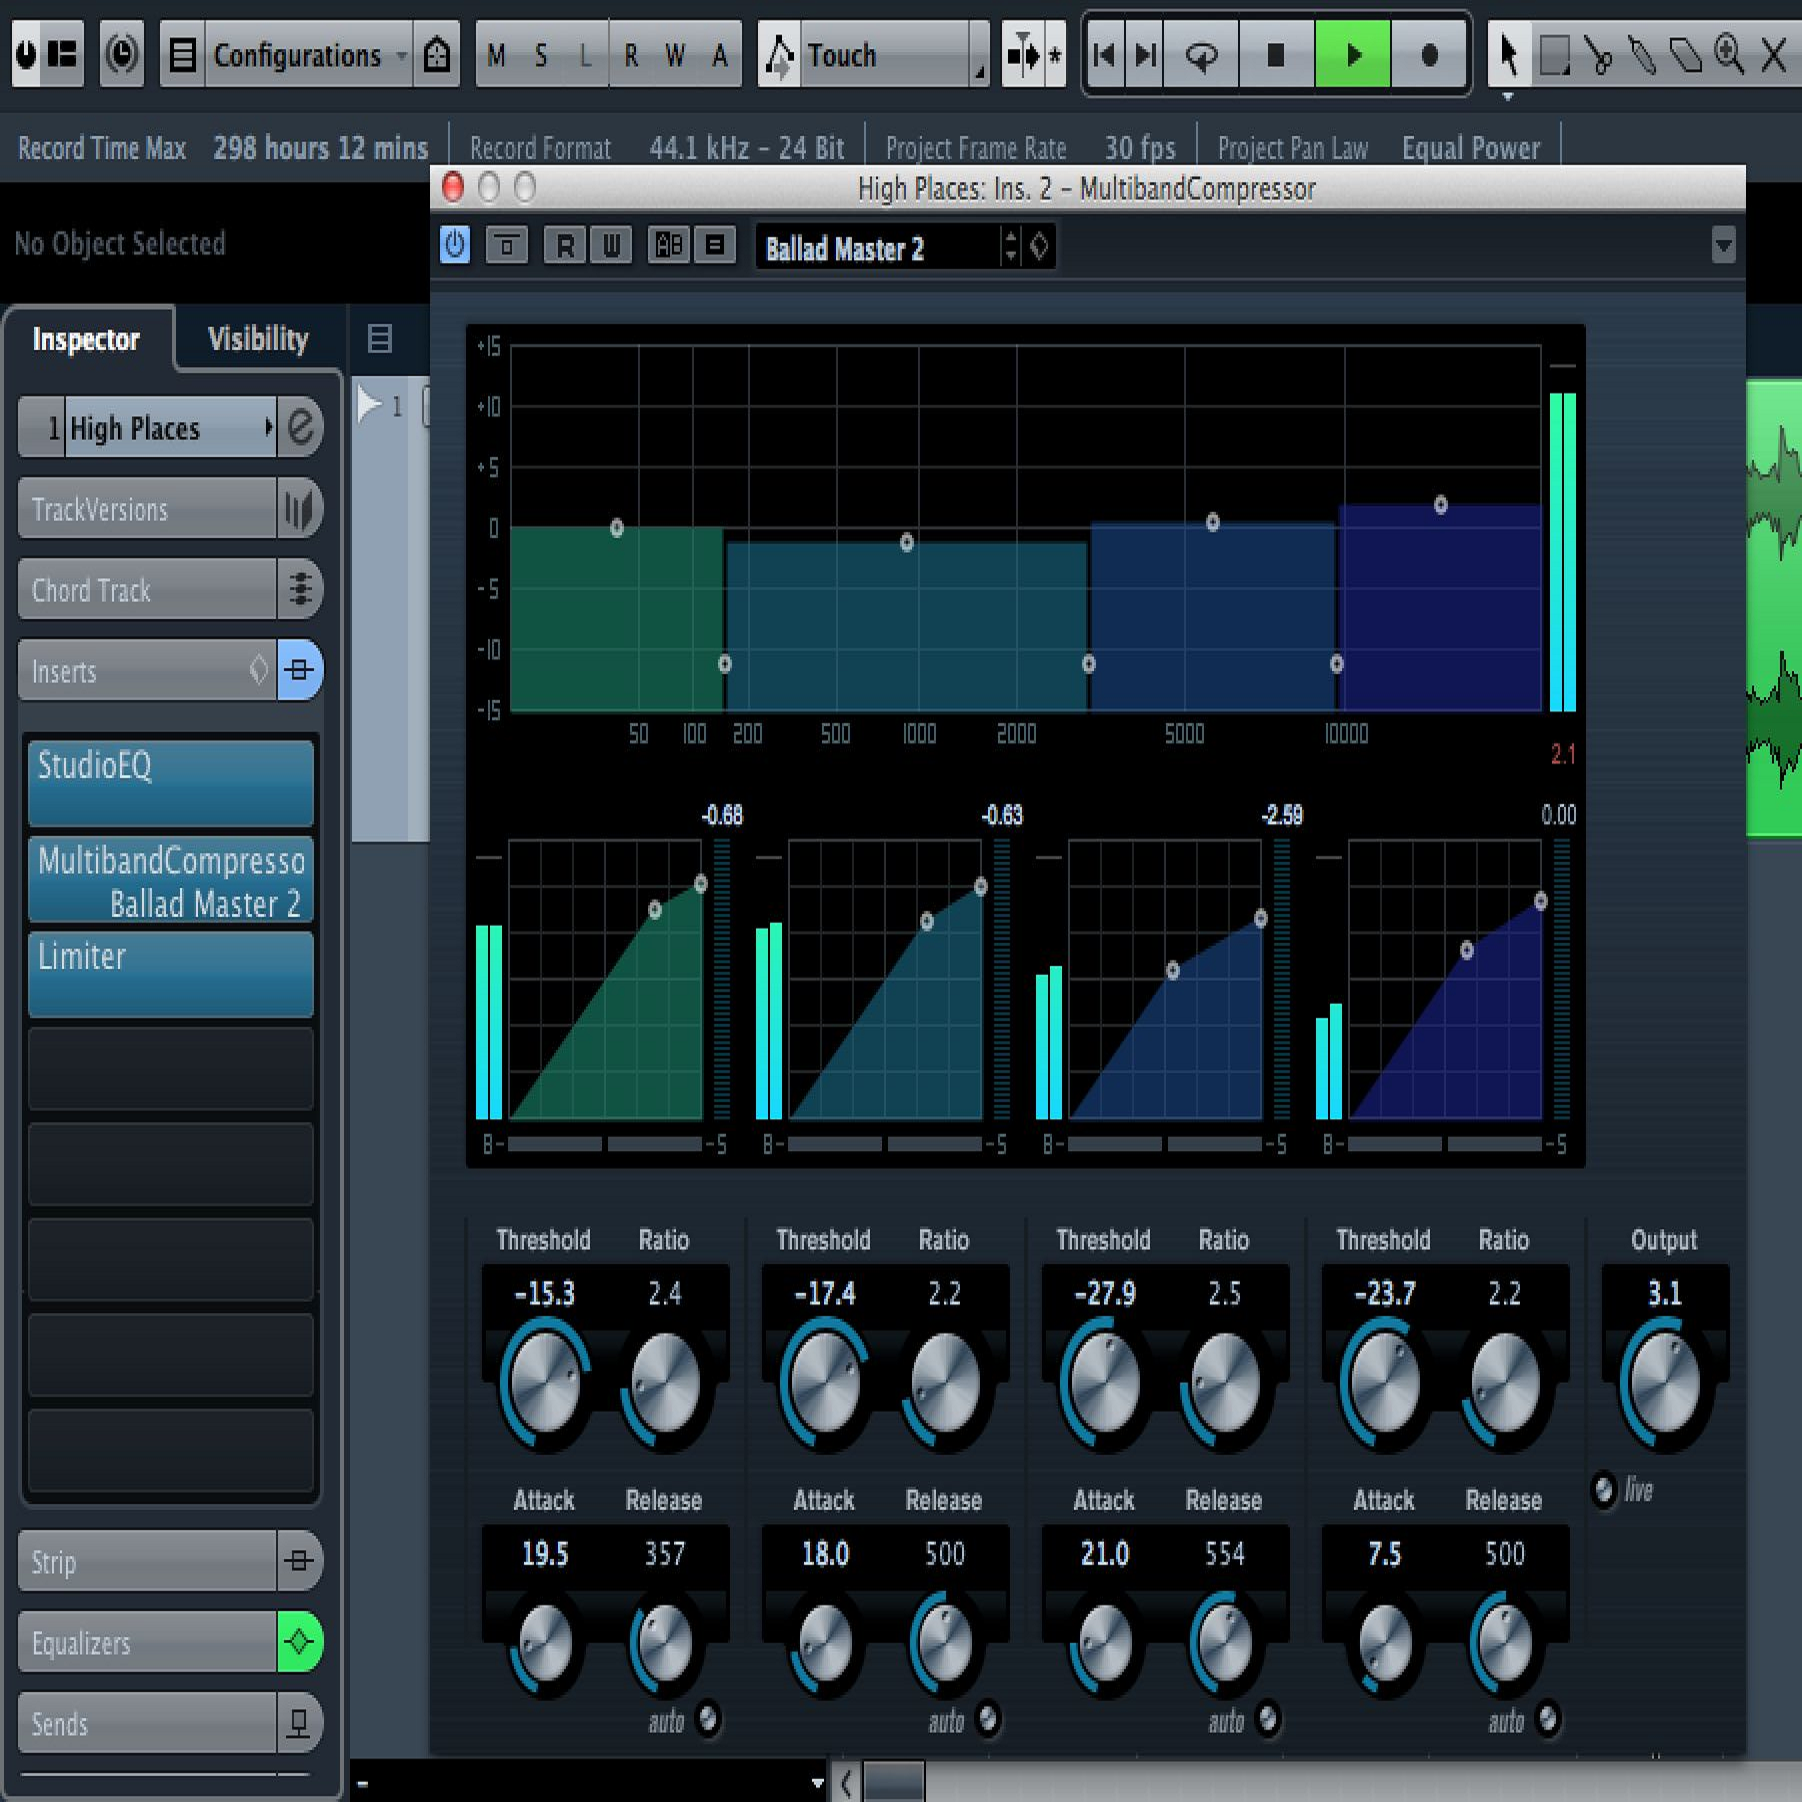 Configurations
M S L R W A
Touch
Record Time Max 298 hours 12 mins Record Format 44.1 kHz – 24 Bit Project Frame Rate 30 fps Project Pan Law Equal Power
High Places: Ins. 2 – MultibandCompressor
No Object Selected
R W AB
Ballad Master 2
Inspector Visibility
1 High Places
1
TrackVersions
Chord Track
Inserts
StudioEQ
MultibandCompresso
Ballad Master 2
Limiter
Strip
Equalizers
Sends
+15
+10
+5
0
-5
-10
-15
50 100 200 500 1000 2000 5000 10000
2.1
-0.68 -0.63 -2.59 0.00
B -S B -S B -S B -S
Threshold Ratio Threshold Ratio Threshold Ratio Threshold Ratio Output
-15.3 2.4 -17.4 2.2 -27.9 2.5 -23.7 2.2 3.1
live
Attack Release Attack Release Attack Release Attack Release
19.5 357 18.0 500 21.0 554 7.5 500
auto auto auto auto